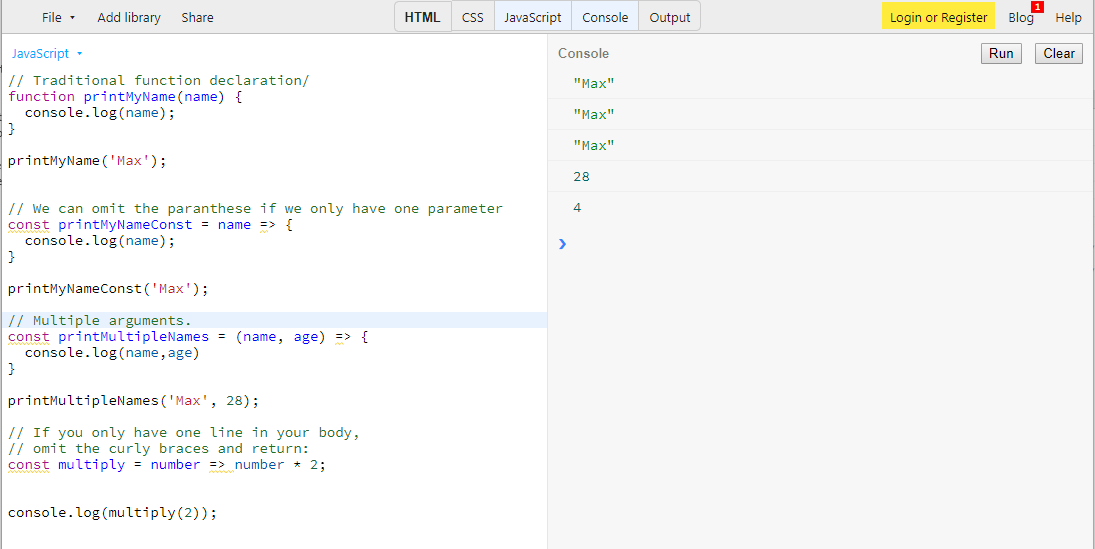 File Add library Share HTML CSS JavaScript Console Output Login or Register Blog 1 Help
JavaScript
// Traditional function declaration/
function printMyName(name) {
  console.log(name);
}
printMyName('Max');
// We can omit the paranthese if we only have one parameter
const printMyNameConst = name => {
  console.log(name);
}
printMyNameConst('Max');
// Multiple arguments.
const printMultipleNames = (name, age) => {
  console.log(name,age)
}
printMultipleNames('Max', 28);
// If you only have one line in your body,
// omit the curly braces and return:
const multiply = number => number * 2;
console.log(multiply(2));
Console Run Clear
"Max"
"Max"
"Max"
28
4